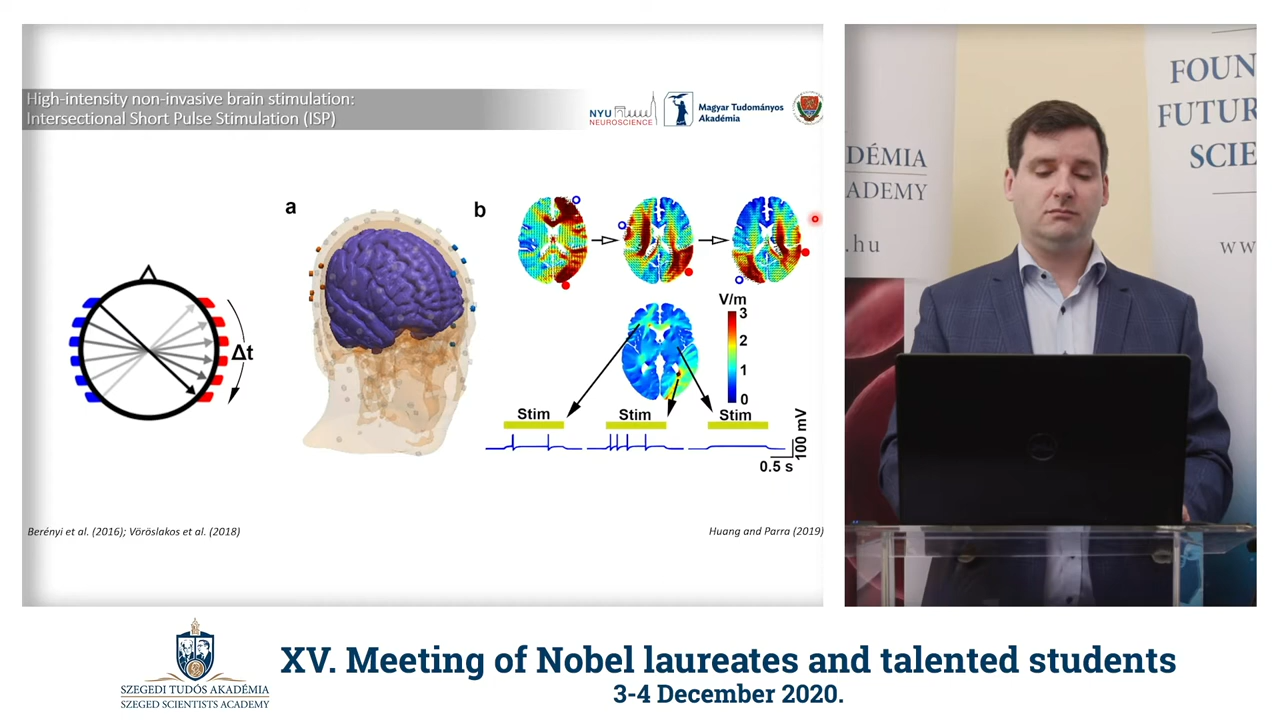 High-intensity non-invasive brain stimulation:
Intersectional Short Pulse Stimulation (ISP)
NYU
NEUROSCIENCE
Magyar Tudományos
Akadémia
a
b
Δt
V/m
3
2
1
0
Stim
Stim
Stim
100 mV
0.5 s
Berényi et al. (2016); Vöröslakos et al. (2018)
Huang and Parra (2019)
DÉMIA
ADEMY
.hu
FOUN
FUTUR
SCIE
ww
DELL
SZEGEDI TUDÓS AKADÉMIA
SZEGED SCIENTISTS ACADEMY
XV. Meeting of Nobel laureates and talented students
3-4 December 2020.